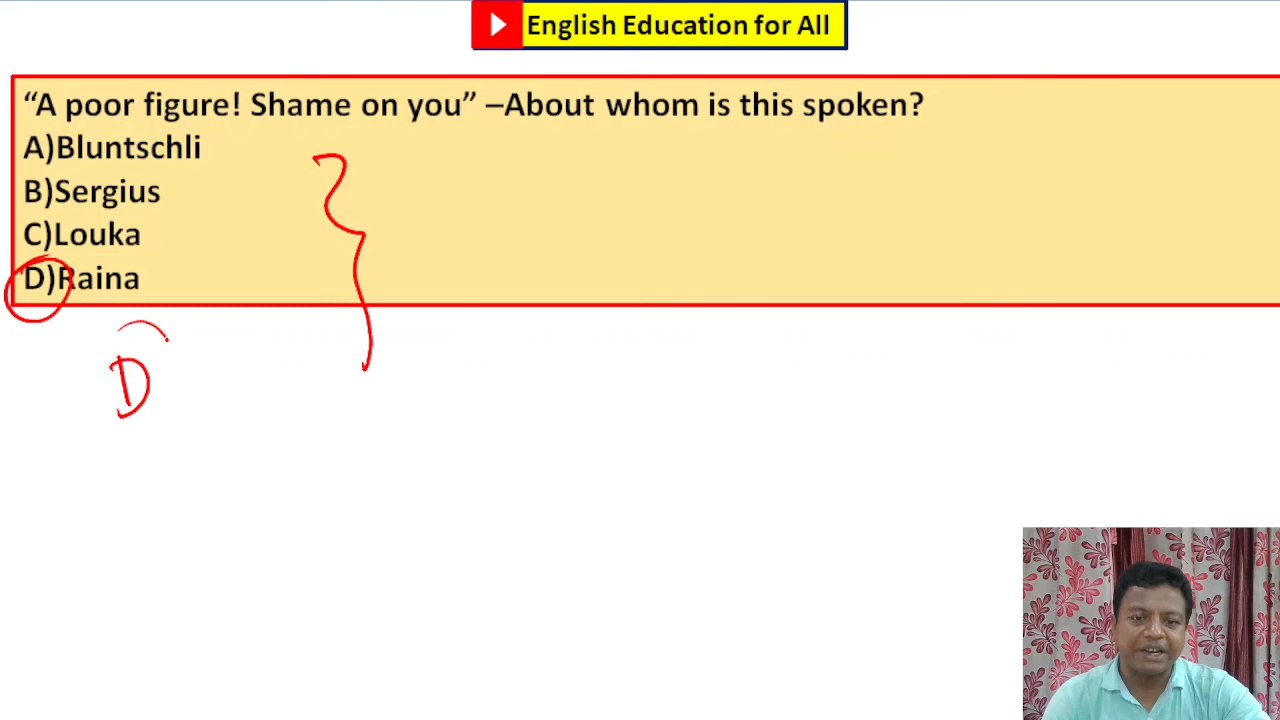 English Education for All
“A poor figure! Shame on you” –About whom is this spoken?
A)Bluntschli
B)Sergius
C)Louka
D)Raina
D